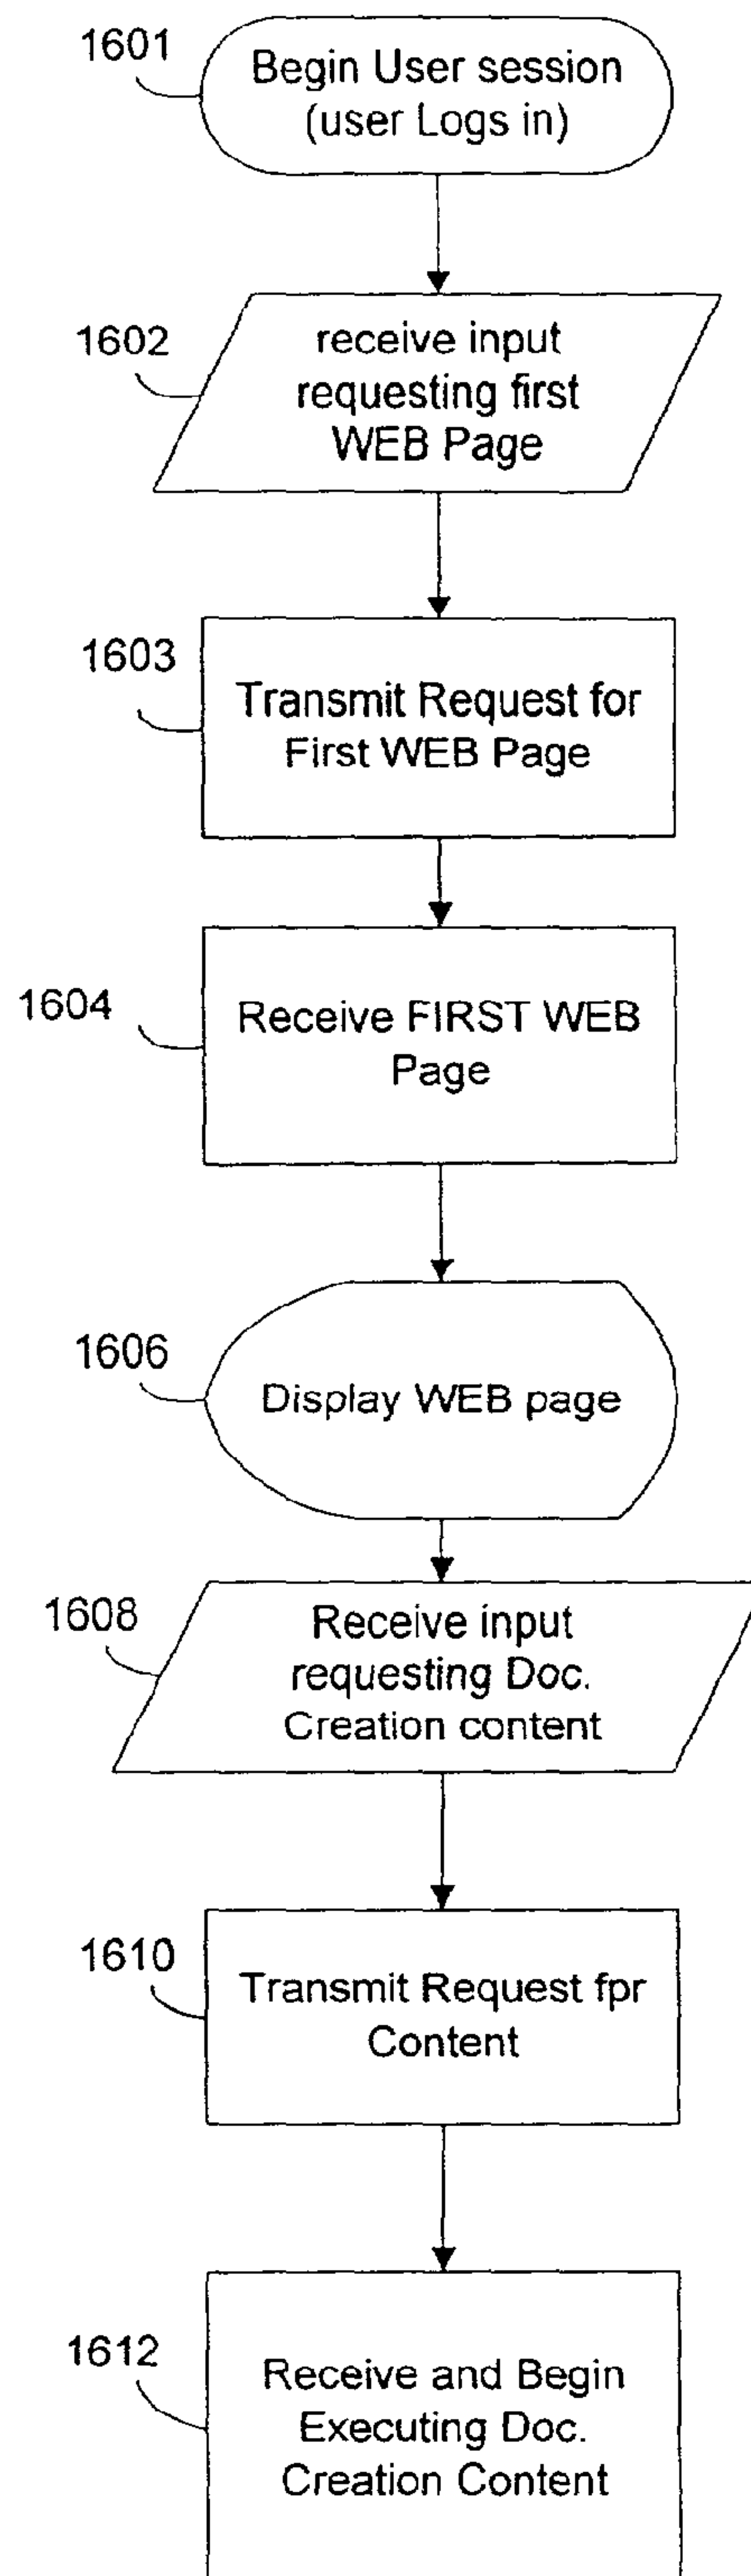 1601
Begin User session
(user Logs in)
1602
receive input
requesting first
WEB Page
1603
Transmit Request for
First WEB Page
1604
Receive FIRST WEB
Page
1606
Display WEB page
1608
Receive input
requesting Doc.
Creation content
1610
Transmit Request fpr
Content
1612
Receive and Begin
Executing Doc.
Creation Content